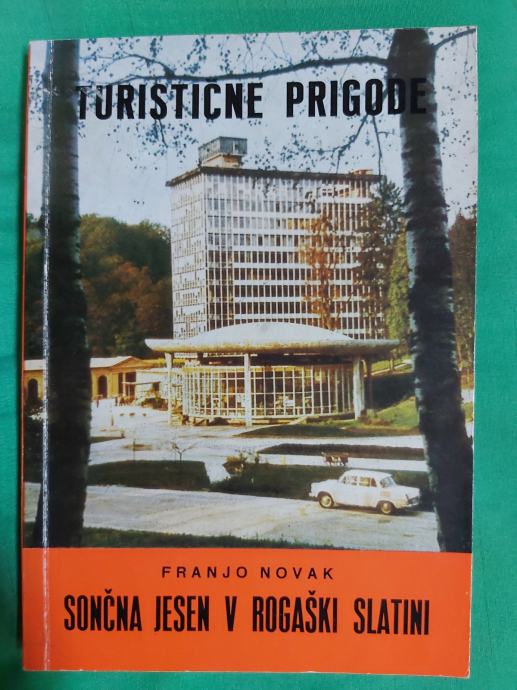 TURISTIČNE PRIGODE
FRANJO NOVAK
SONČNA JESEN V ROGAŠKI SLATINI